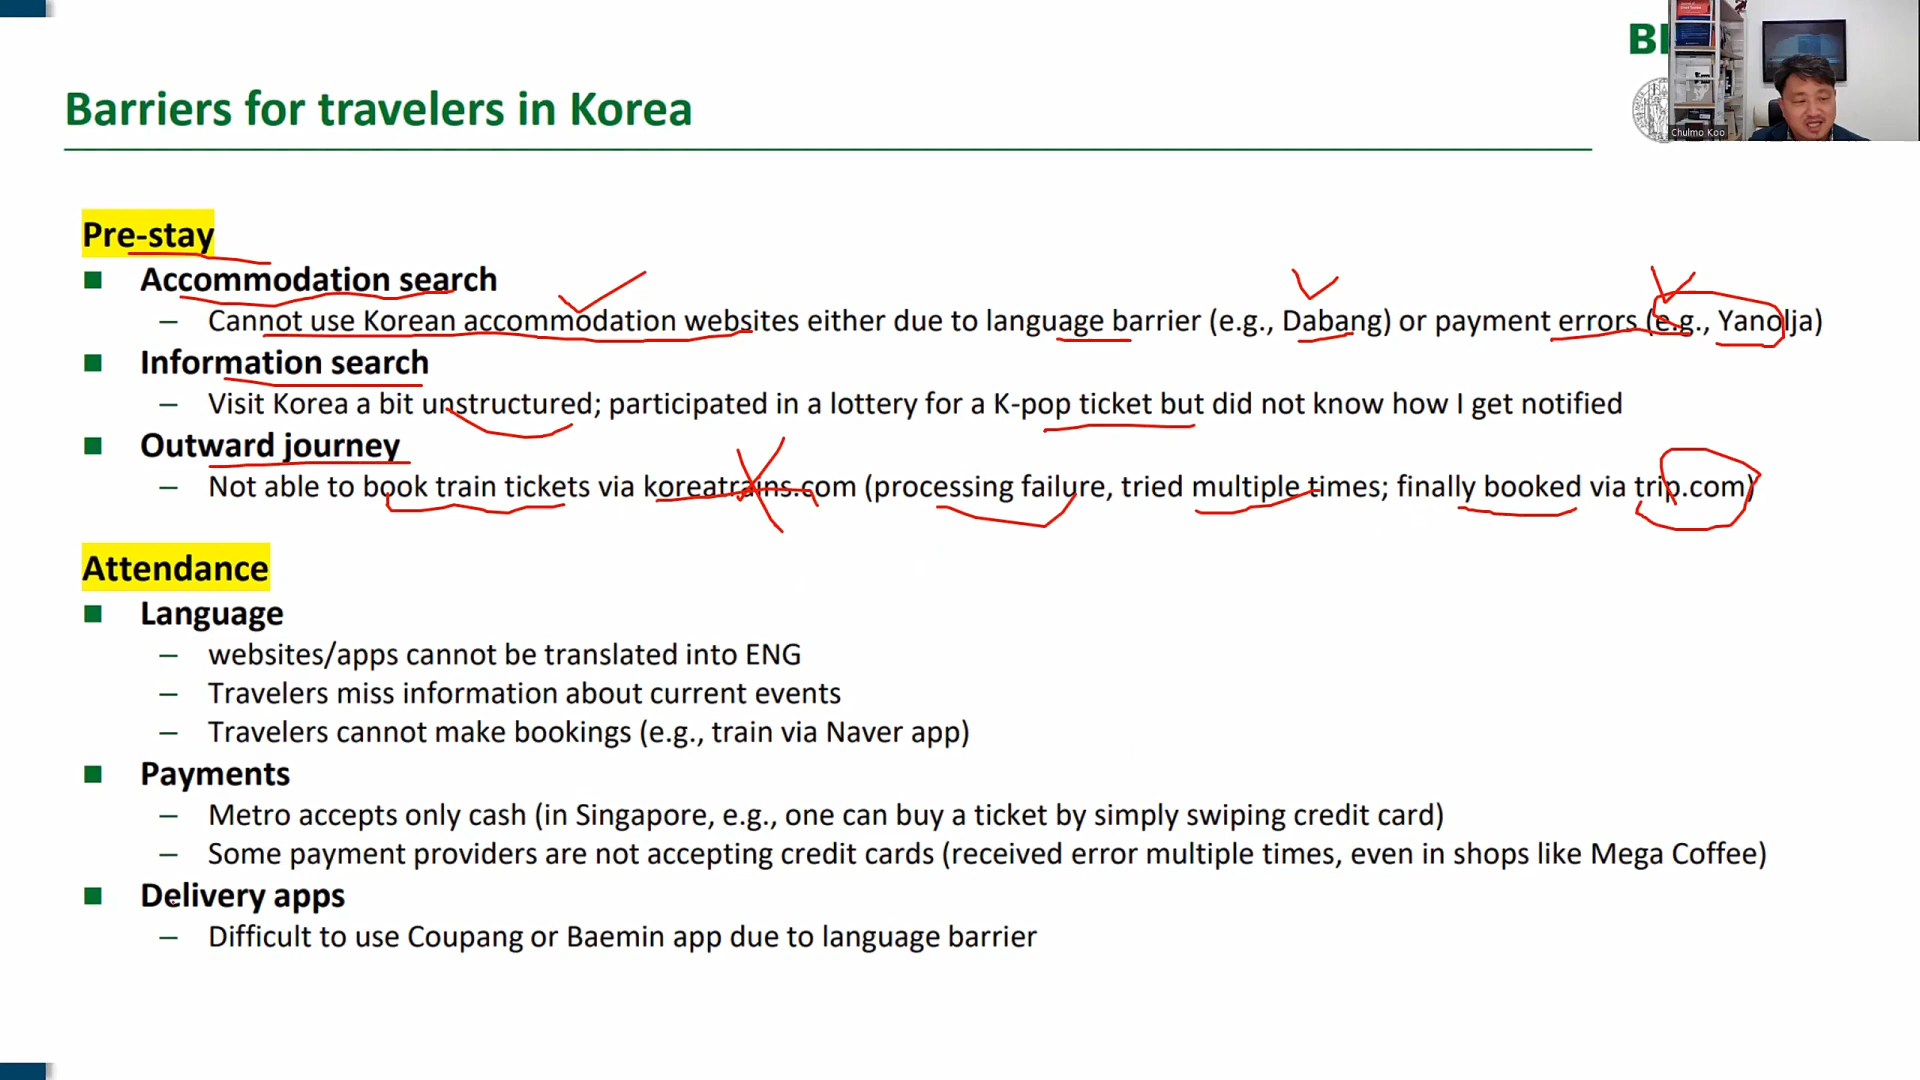 Barriers for travelers in Korea
Chulmo Koo
Pre-stay
Accommodation search
– Cannot use Korean accommodation websites either due to language barrier (e.g., Dabang) or payment errors (e.g., Yanolja)
Information search
– Visit Korea a bit unstructured; participated in a lottery for a K-pop ticket but did not know how I get notified
Outward journey
– Not able to book train tickets via koreatrains.com (processing failure, tried multiple times; finally booked via trip.com)
Attendance
Language
– websites/apps cannot be translated into ENG
– Travelers miss information about current events
– Travelers cannot make bookings (e.g., train via Naver app)
Payments
– Metro accepts only cash (in Singapore, e.g., one can buy a ticket by simply swiping credit card)
– Some payment providers are not accepting credit cards (received error multiple times, even in shops like Mega Coffee)
Delivery apps
– Difficult to use Coupang or Baemin app due to language barrier